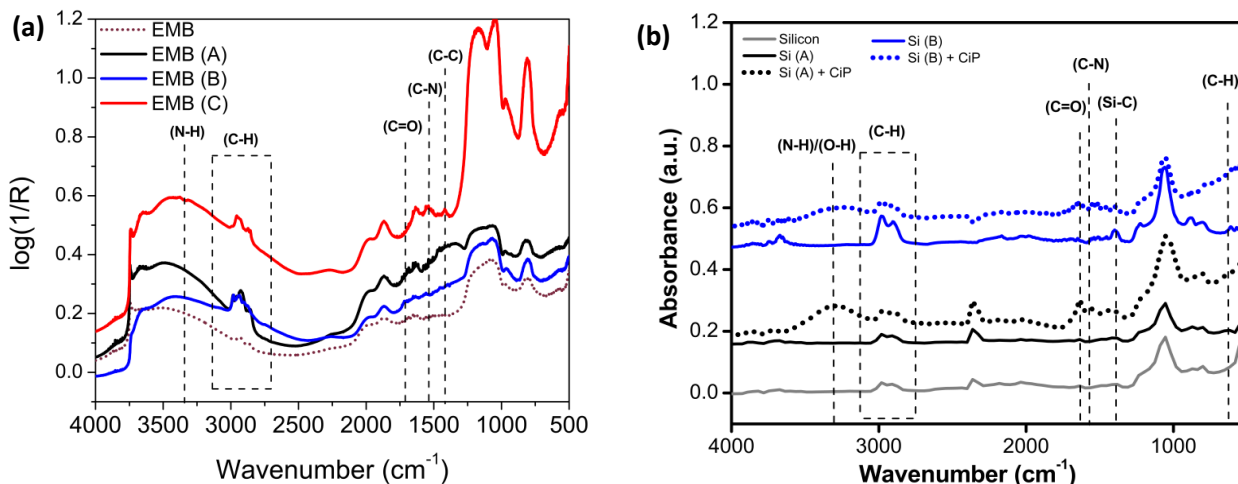 (a)
EMB
EMB (A)
EMB (B)
EMB (C)
(N-H)
(C-H)
(C=O)
(C-N)
(C-C)
log(1/R)
1.2
1.0
0.8
0.6
0.4
0.2
0.0
4000 3500 3000 2500 2000 1500 1000 500
Wavenumber (cm-1)
(b)
Silicon
Si (A)
Si (A) + CiP
Si (B)
Si (B) + CiP
(N-H)/(O-H)
(C-H)
(C=O)
(C-N)
(Si-C)
(C-H)
Absorbance (a.u.)
1.2
1.0
0.8
0.6
0.4
0.2
0.0
4000 3000 2000 1000
Wavenumber (cm-1)